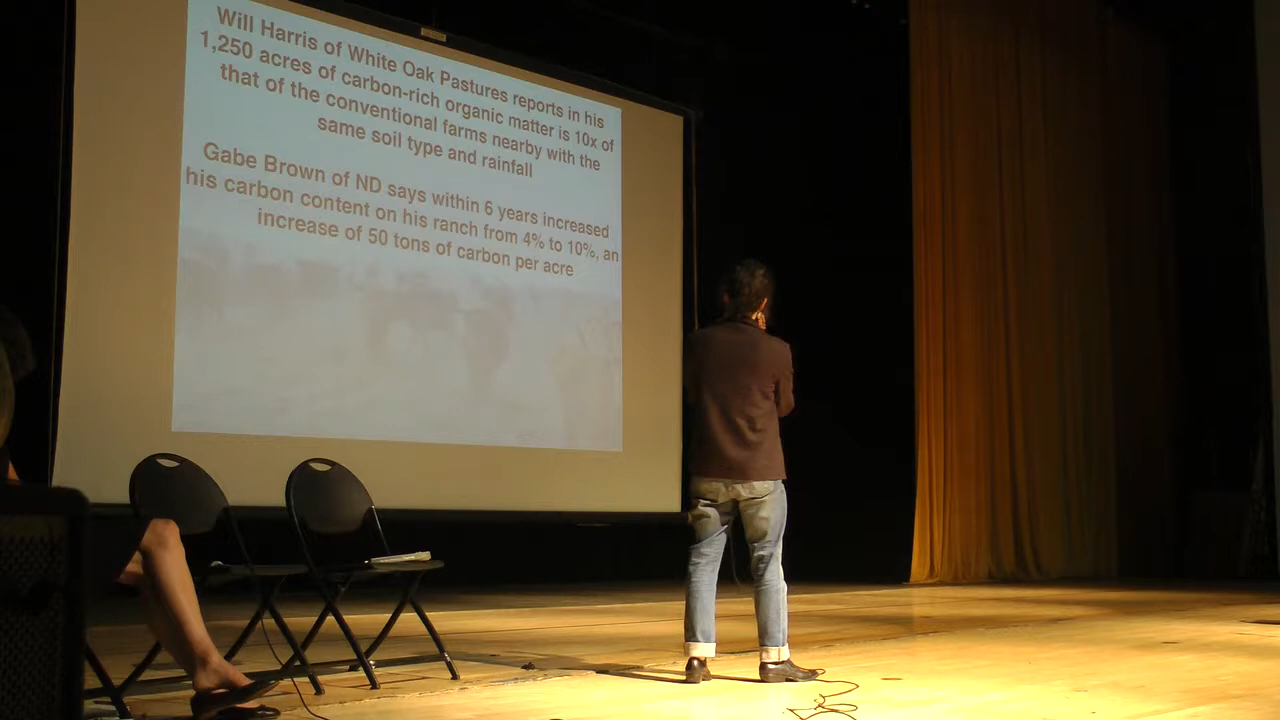 Will Harris of White Oak Pastures reports in his
1,250 acres of carbon-rich organic matter is 10x of
that of the conventional farms nearby with the
same soil type and rainfall
Gabe Brown of ND says within 6 years increased
his carbon content on his ranch from 4% to 10%, an
increase of 50 tons of carbon per acre